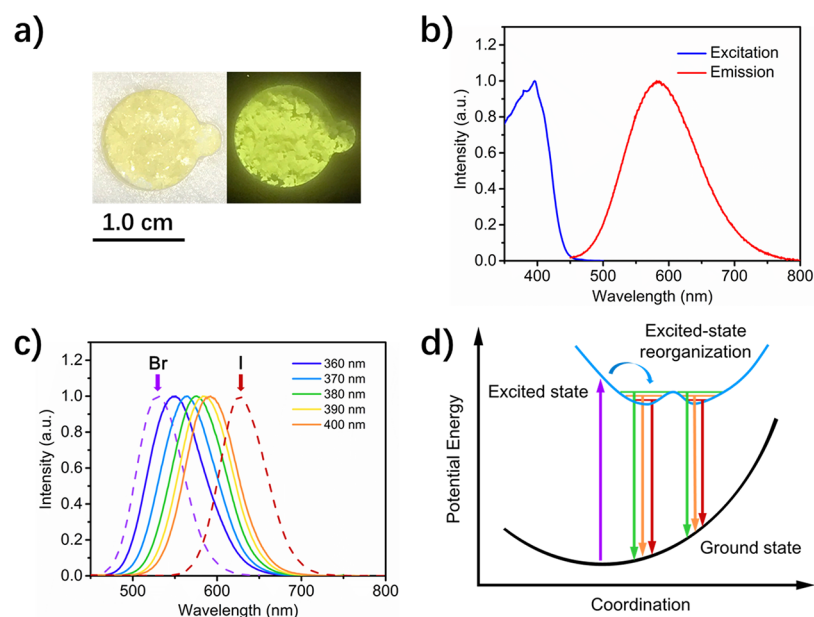 a)
1.0 cm
b)
Intensity (a.u.)
1.2
1.0
0.8
0.6
0.4
0.2
0.0
Excitation
Emission
400
500
600
700
800
Wavelength (nm)
c)
Intensity (a.u.)
1.2
1.0
0.8
0.6
0.4
0.2
0.0
Br
I
360 nm
370 nm
380 nm
390 nm
400 nm
500
600
700
800
Wavelength (nm)
d)
Potential Energy
Excited-state
reorganization
Excited state
Ground state
Coordination